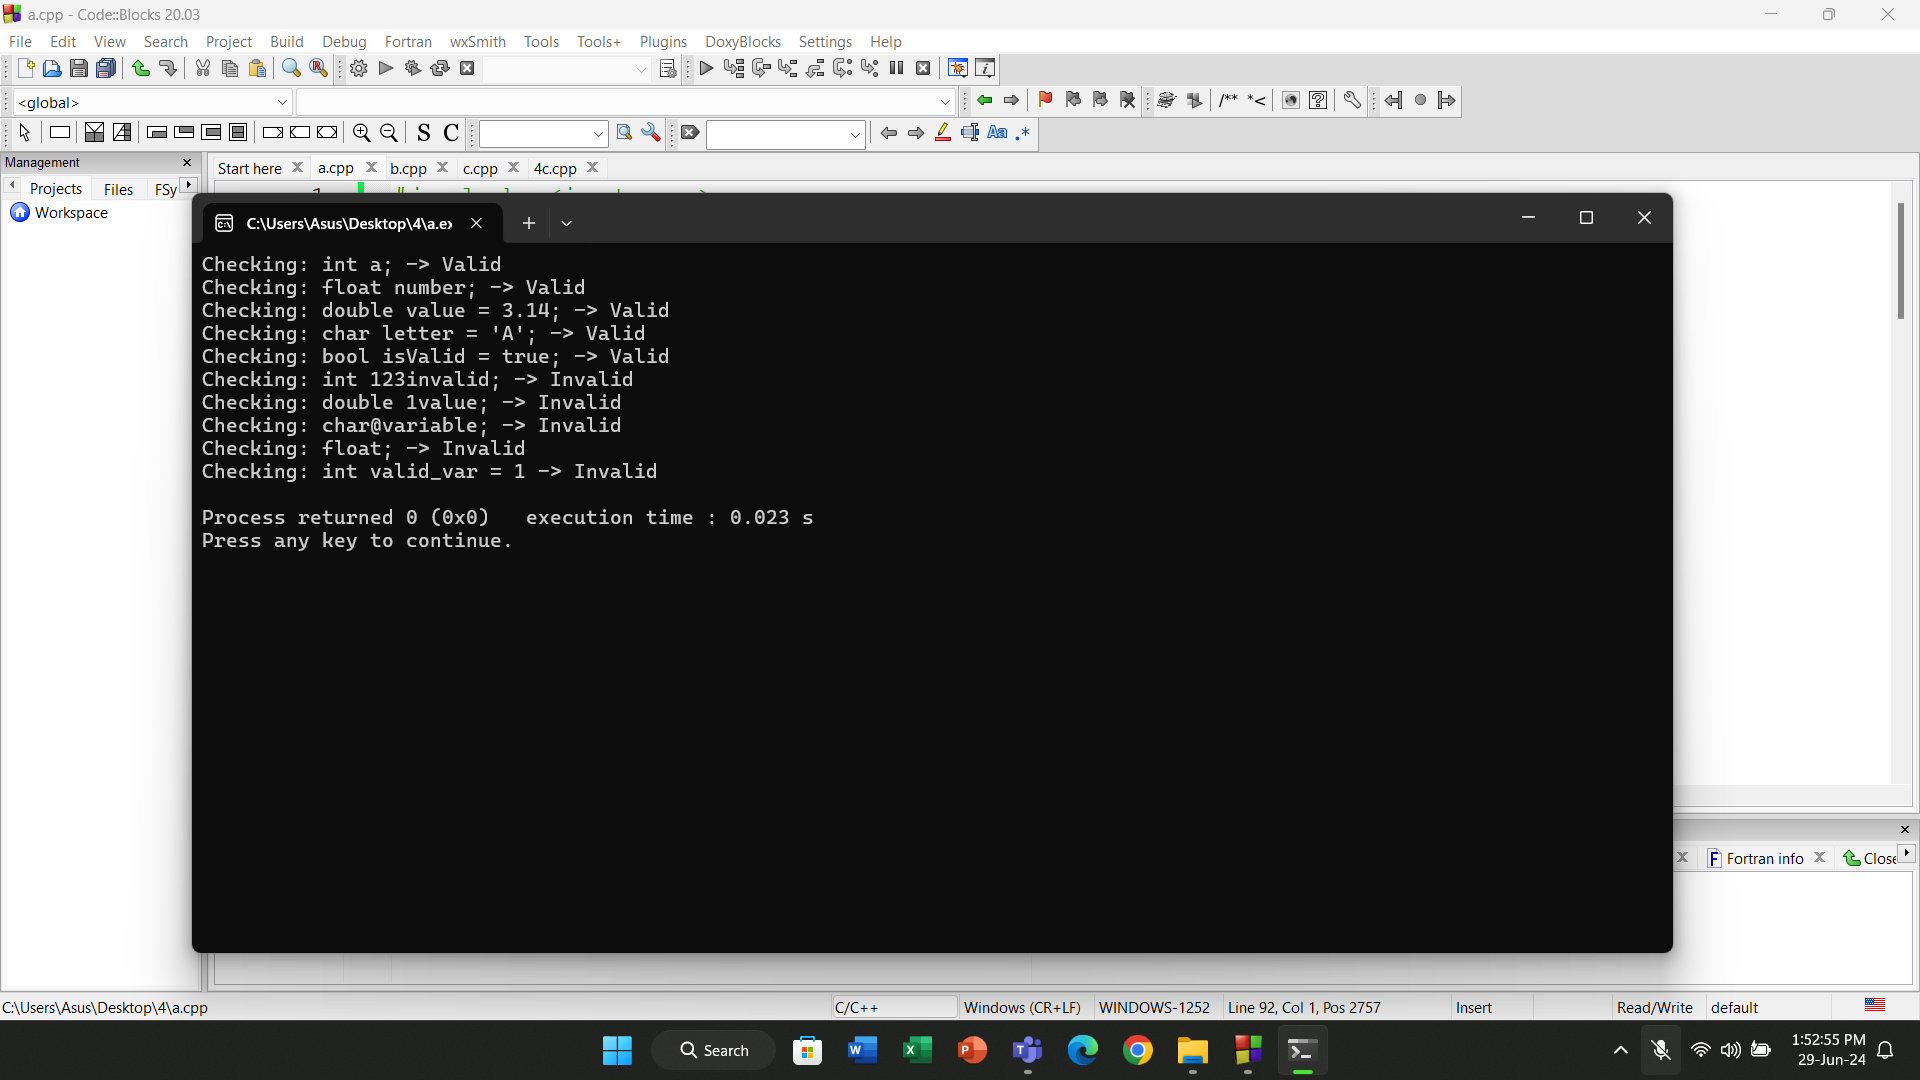 a.cpp - Code::Blocks 20.03
File Edit View Search Project Build Debug Fortran wxSmith Tools Tools+ Plugins DoxyBlocks Settings Help
<global>
/** *<
S C
Aa .*
Management
Start here a.cpp b.cpp c.cpp 4c.cpp
Projects Files FSy
Workspace
C:\Users\Asus\Desktop\4\a.ex
Checking: int a; -> Valid
Checking: float number; -> Valid
Checking: double value = 3.14; -> Valid
Checking: char letter = 'A'; -> Valid
Checking: bool isValid = true; -> Valid
Checking: int 123invalid; -> Invalid
Checking: double 1value; -> Invalid
Checking: char@variable; -> Invalid
Checking: float; -> Invalid
Checking: int valid_var = 1 -> Invalid
Process returned 0 (0x0)   execution time : 0.023 s
Press any key to continue.
Fortran info Close
C:\Users\Asus\Desktop\4\a.cpp C/C++ Windows (CR+LF) WINDOWS-1252 Line 92, Col 1, Pos 2757 Insert Read/Write default
Search
1:52:55 PM
29-Jun-24